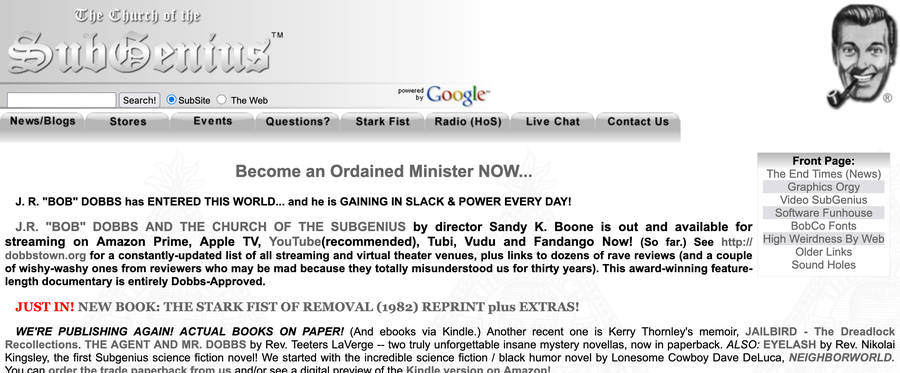 The Church of the
SubGenius™
powered by Google™
Search! SubSite The Web
News/Blogs Stores Events Questions? Stark Fist Radio (HoS) Live Chat Contact Us
®
Become an Ordained Minister NOW...
J. R. "BOB" DOBBS has ENTERED THIS WORLD... and he is GAINING IN SLACK & POWER EVERY DAY!
J.R. "BOB" DOBBS AND THE CHURCH OF THE SUBGENIUS by director Sandy K. Boone is out and available for
streaming on Amazon Prime, Apple TV, YouTube(recommended), Tubi, Vudu and Fandango Now! (So far.) See http://
dobbstown.org for a constantly-updated list of all streaming and virtual theater venues, plus links to dozens of rave reviews (and a couple
of wishy-washy ones from reviewers who may be mad because they totally misunderstood us for thirty years). This award-winning feature-
length documentary is entirely Dobbs-Approved.
JUST IN! NEW BOOK: THE STARK FIST OF REMOVAL (1982) REPRINT plus EXTRAS!
WE'RE PUBLISHING AGAIN! ACTUAL BOOKS ON PAPER! (And ebooks via Kindle.) Another recent one is Kerry Thornley's memoir, JAILBIRD - The Dreadlock
Recollections. THE AGENT AND MR. DOBBS by Rev. Teeters LaVerge -- two truly unforgettable insane mystery novellas, now in paperback. ALSO: EYELASH by Rev. Nikolai
Kingsley, the first Subgenius science fiction novel! We started with the incredible science fiction / black humor novel by Lonesome Cowboy Dave DeLuca, NEIGHBORWORLD.
You can order the trade paperback from us and/or see a digital preview of the Kindle version on Amazon!
Front Page:
The End Times (News)
Graphics Orgy
Video SubGenius
Software Funhouse
BobCo Fonts
High Weirdness By Web
Older Links
Sound Holes